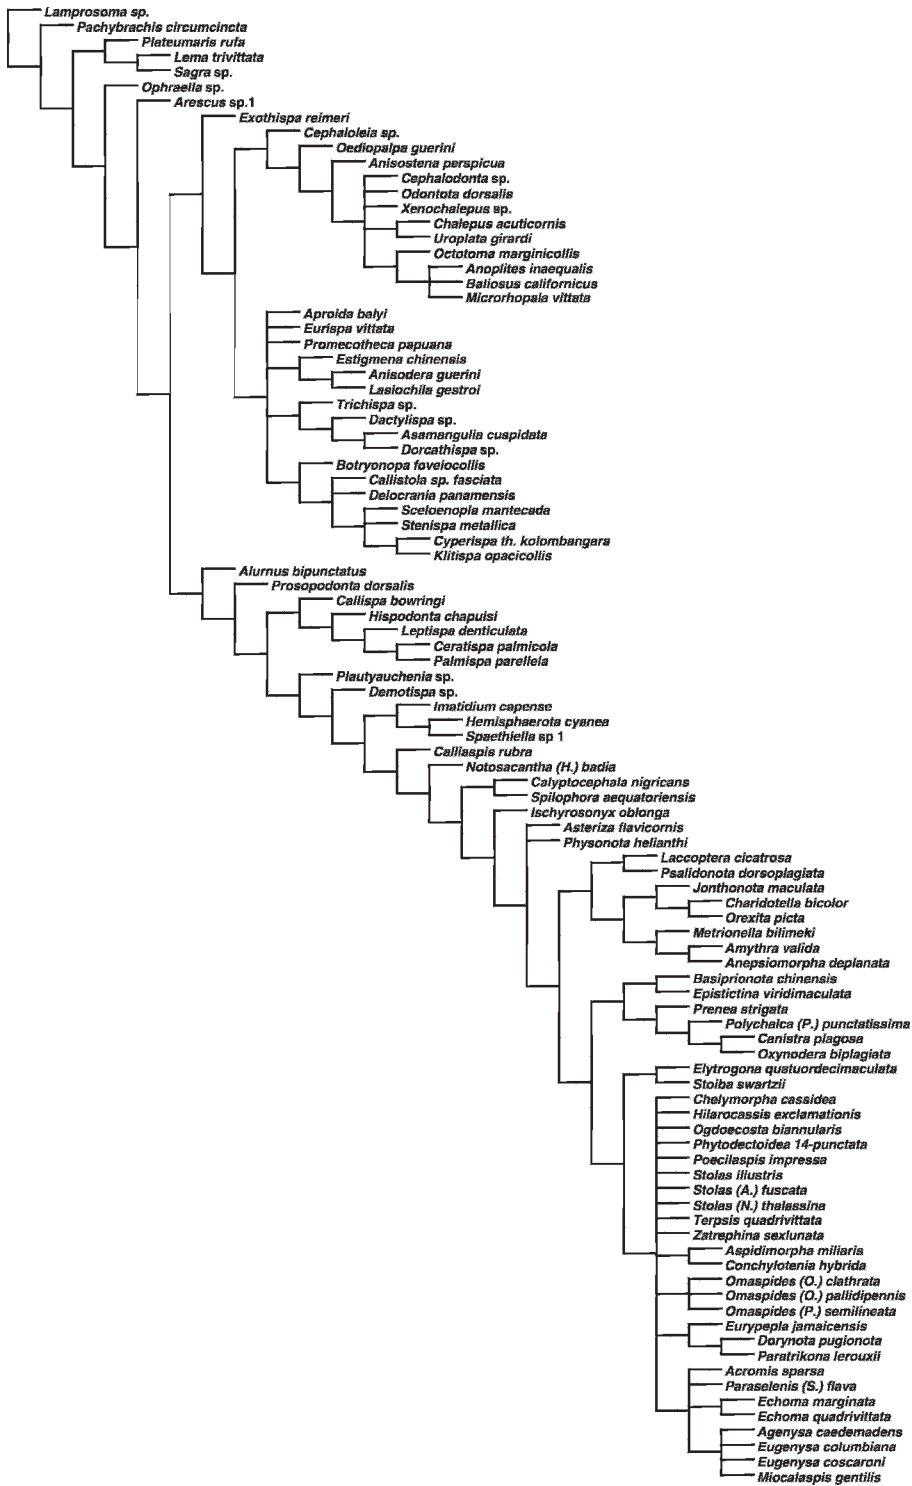 Lamprosoma sp.
Pachybrachis circumcincta
Plateumaris rufa
Lema trivittata
Sagra sp.
Ophraella sp.
Arescus sp.1
Exothispa reimeri
Cephaloleia sp.
Oediopalpa guerini
Anisostena perspicua
Cephalodonta sp.
Odontota dorsalis
Xenochalepus sp.
Chalepus acuticornis
Uroplata girardi
Octotoma marginicollis
Anoplites inaequalis
Baliosus californicus
Microrhopala vittata
Aproida balyi
Eurispa vittata
Promecotheca papuana
Estigmena chinensis
Anisodera guerini
Lasiochila gestroi
Trichispa sp.
Dactylispa sp.
Asamangulia cuspidata
Dorcathispa sp.
Botryonopa foveicollis
Callistola sp. fasciata
Delocrania panamensis
Sceloenopla mantecada
Stenispa metallica
Cyperispa th. kolombangara
Klitispa opacicollis
Alurnus bipunctatus
Prosopodonta dorsalis
Callispa bowringi
Hispodonta chapuisi
Leptispa denticulata
Ceratispa palmicola
Palmispa parellela
Plautyauchenia sp.
Demotispa sp.
Imatidium capense
Hemisphaerota cyanea
Spaethiella sp 1
Calliaspis rubra
Notosacantha (H.) badia
Calyptocephala nigricans
Spilophora aequatoriensis
Ischyrosonyx oblonga
Asteriza flavicornis
Physonota helianthi
Laccoptera cicatrosa
Psalidonota dorsoplagiata
Jonthonota maculata
Charidotella bicolor
Orexita picta
Metrionella bilimeki
Amythra valida
Anepsiomorpha deplanata
Basiprionota chinensis
Epistictina viridimaculata
Prenea strigata
Polychalca (P.) punctatissima
Canistra plagosa
Oxynodera biplagiata
Elytrogona quatuordecimaculata
Stoiba swartzii
Chelymorpha cassidea
Hilarocassis exclamationis
Ogdoecosta biannularis
Phytodectoidea 14-punctata
Poecilaspis impressa
Stolas illustris
Stolas (A.) fuscata
Stolas (N.) thalassina
Terpsis quadrivittata
Zatrephina sexlunata
Aspidimorpha miliaris
Conchylotenia hybrida
Omaspides (O.) clathrata
Omaspides (O.) pallidipennis
Omaspides (P.) semilineata
Eurypepla jamaicensis
Dorynota pugionota
Paratrikona lerouxii
Acromis sparsa
Paraselenis (S.) flava
Echoma marginata
Echoma quadrivittata
Agenysa caedemadens
Eugenysa columbiana
Eugenysa coscaroni
Miocalaspis gentilis